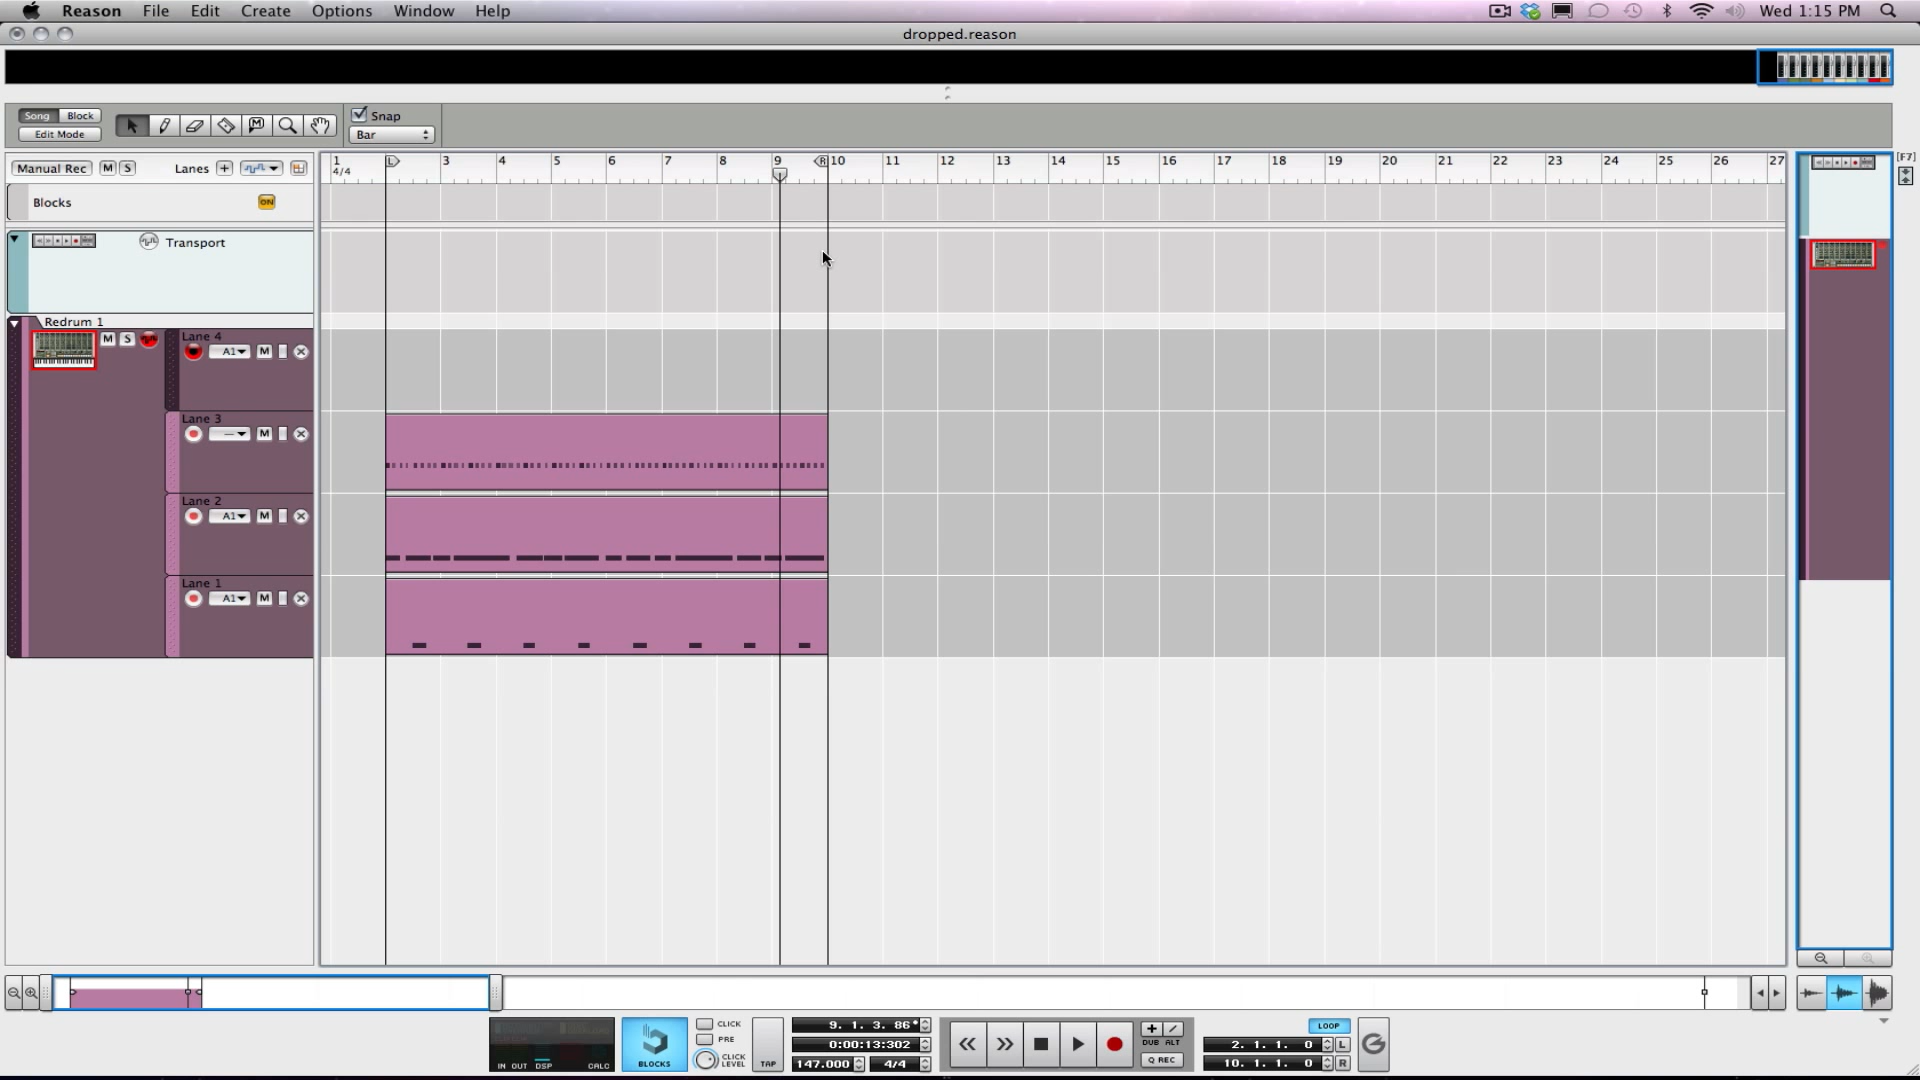 Reason File Edit Create Options Window Help Wed 1:15 PM
dropped.reason
Song Block
Edit Mode
Snap
Bar
[F7]
Manual Rec M S Lanes +
1 3 4 5 6 7 8 9 10 11 12 13 14 15 16 17 18 19 20 21 22 23 24 25 26 27
4/4
L R
Blocks ON
Transport
Redrum 1
M S
Lane 4
A1 M
Lane 3
— M
Lane 2
A1 M
Lane 1
A1 M
IN OUT DSP CALC
BLOCKS
CLICK
PRE
CLICK
LEVEL
TAP
9. 1. 3. 86*
0:00:13:302
147.000 4/4
DUB ALT
Q REC
LOOP
2. 1. 1. 0 L
10. 1. 1. 0 R